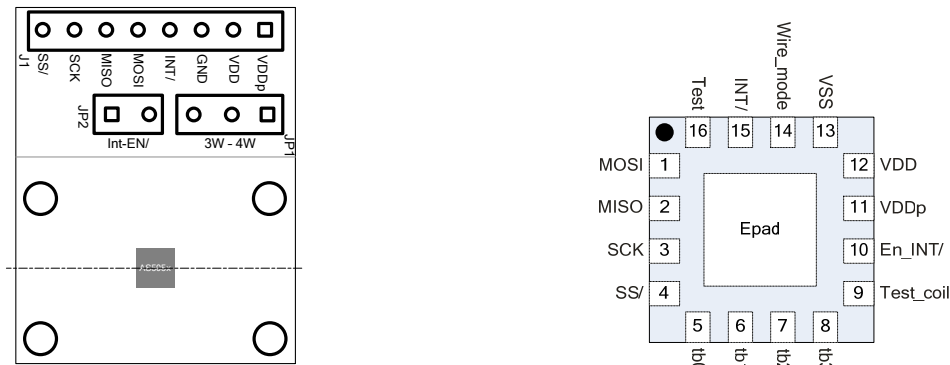 J1
SS/
SCK
MISO
MOSI
INT/
GND
VDD
VDDp
JP2
Int-EN/
3W - 4W
JP1
Test
INT/
Wire_mode
VSS
16
15
14
13
MOSI 1
12 VDD
MISO 2
11 VDDp
Epad
SCK 3
10 En_INT/
SS/ 4
9 Test_coil
5
6
7
8